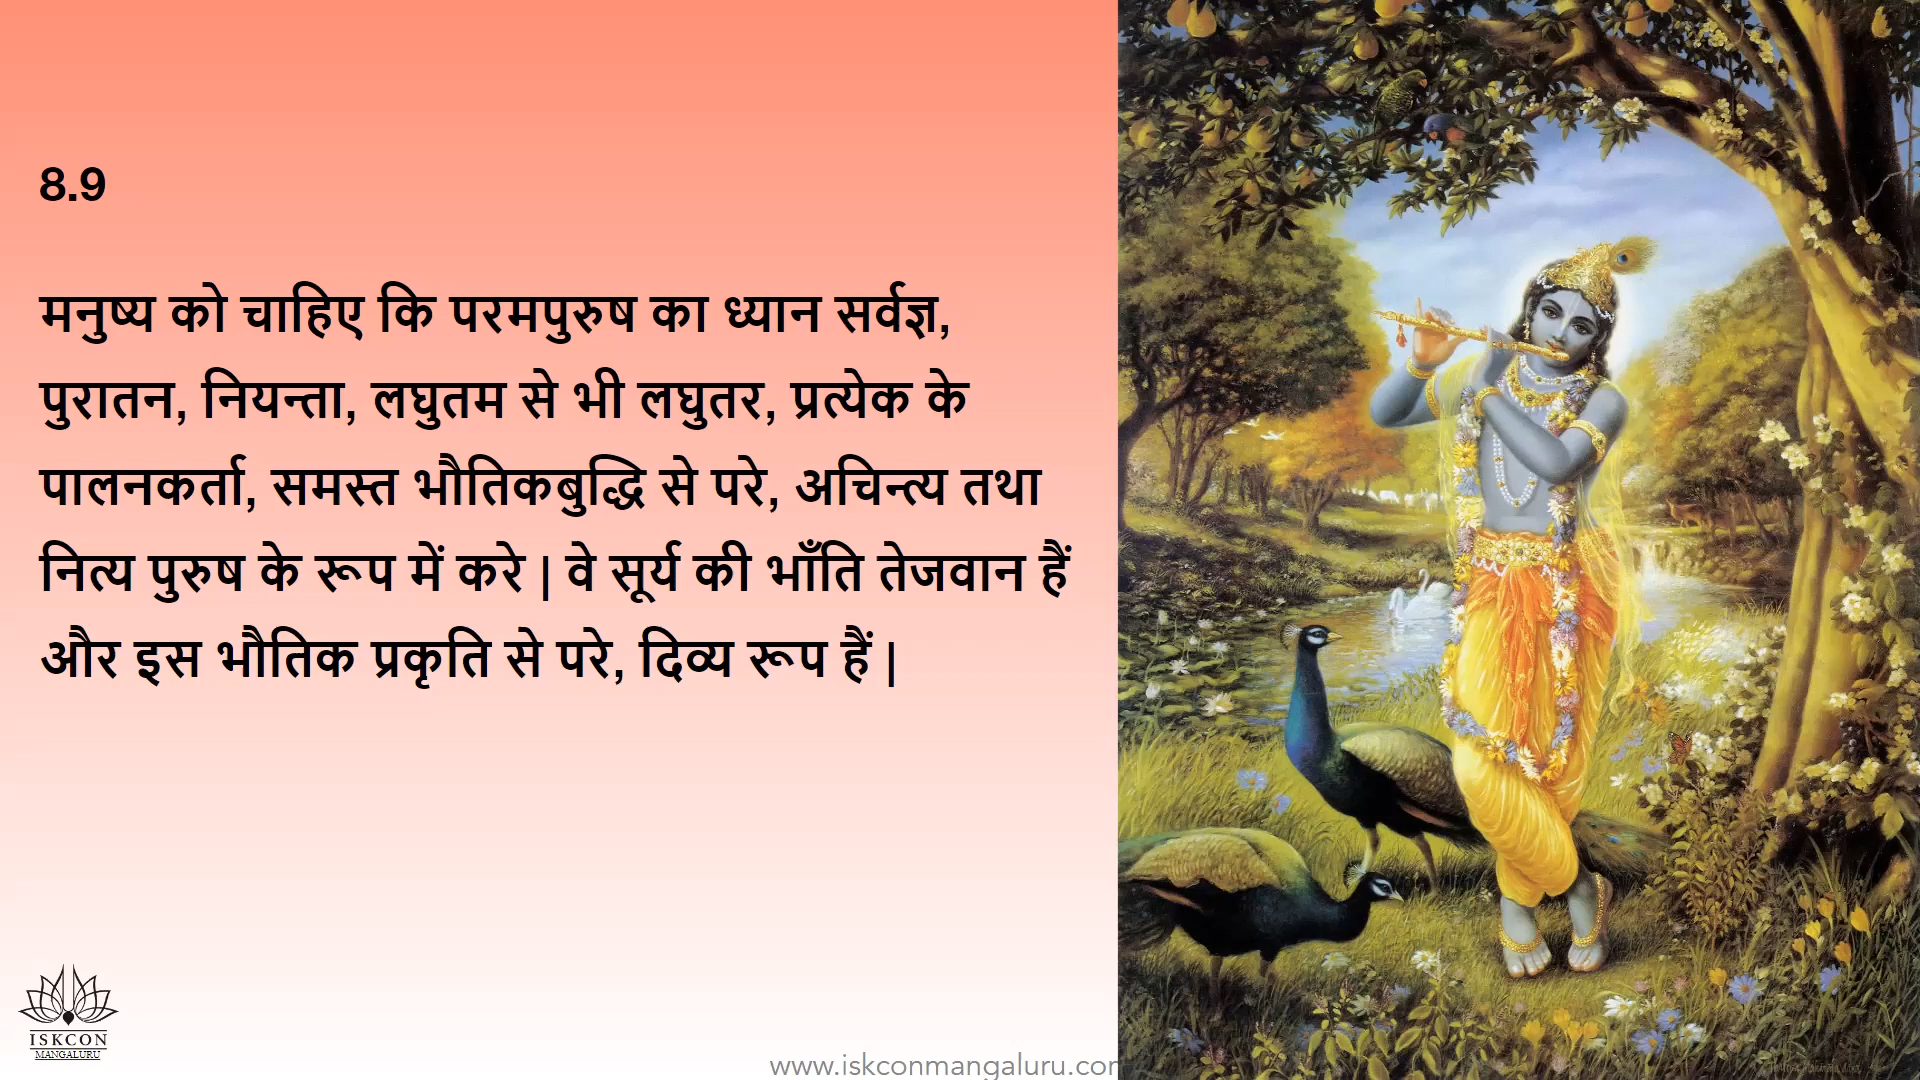 8.9
मनुष्य को चाहिए कि परमपुरुष का ध्यान सर्वज्ञ,
पुरातन, नियन्ता, लघुतम से भी लघुतर, प्रत्येक के
पालनकर्ता, समस्त भौतिकबुद्धि से परे, अचिन्त्य तथा
नित्य पुरुष के रूप में करे | वे सूर्य की भाँति तेजवान हैं
और इस भौतिक प्रकृति से परे, दिव्य रूप हैं |
ISKCON
MANGALURU
www.iskconmangaluru.com